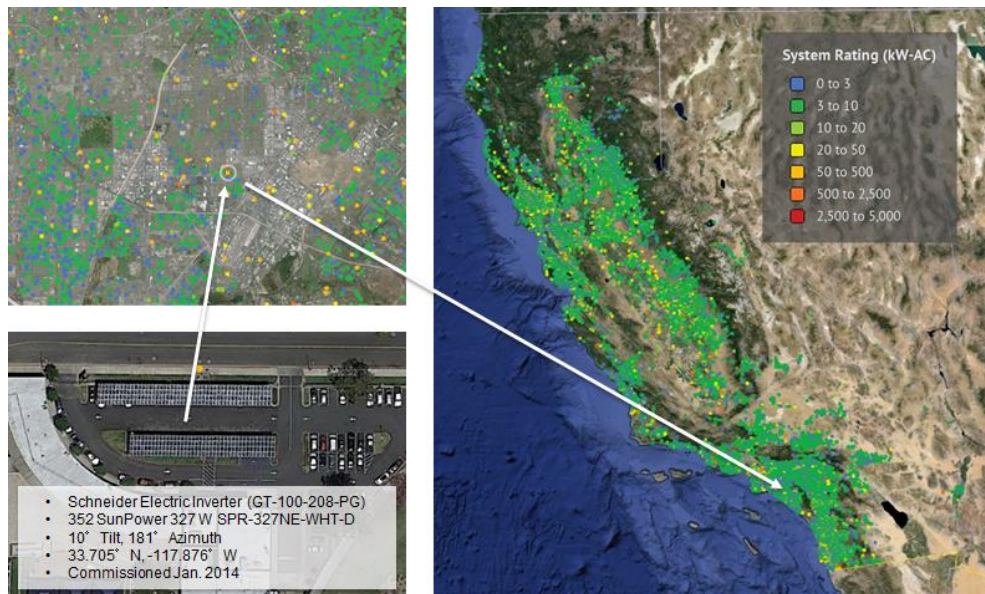 System Rating (kW-AC)
0 to 3
3 to 10
10 to 20
20 to 50
50 to 500
500 to 2,500
2,500 to 5,000
• Schneider Electric Inverter (GT-100-208-PG)
• 352 SunPower 327 W SPR-327NE-WHT-D
• 10° Tilt, 181° Azimuth
• 33.705° N, -117.876° W
• Commissioned Jan. 2014